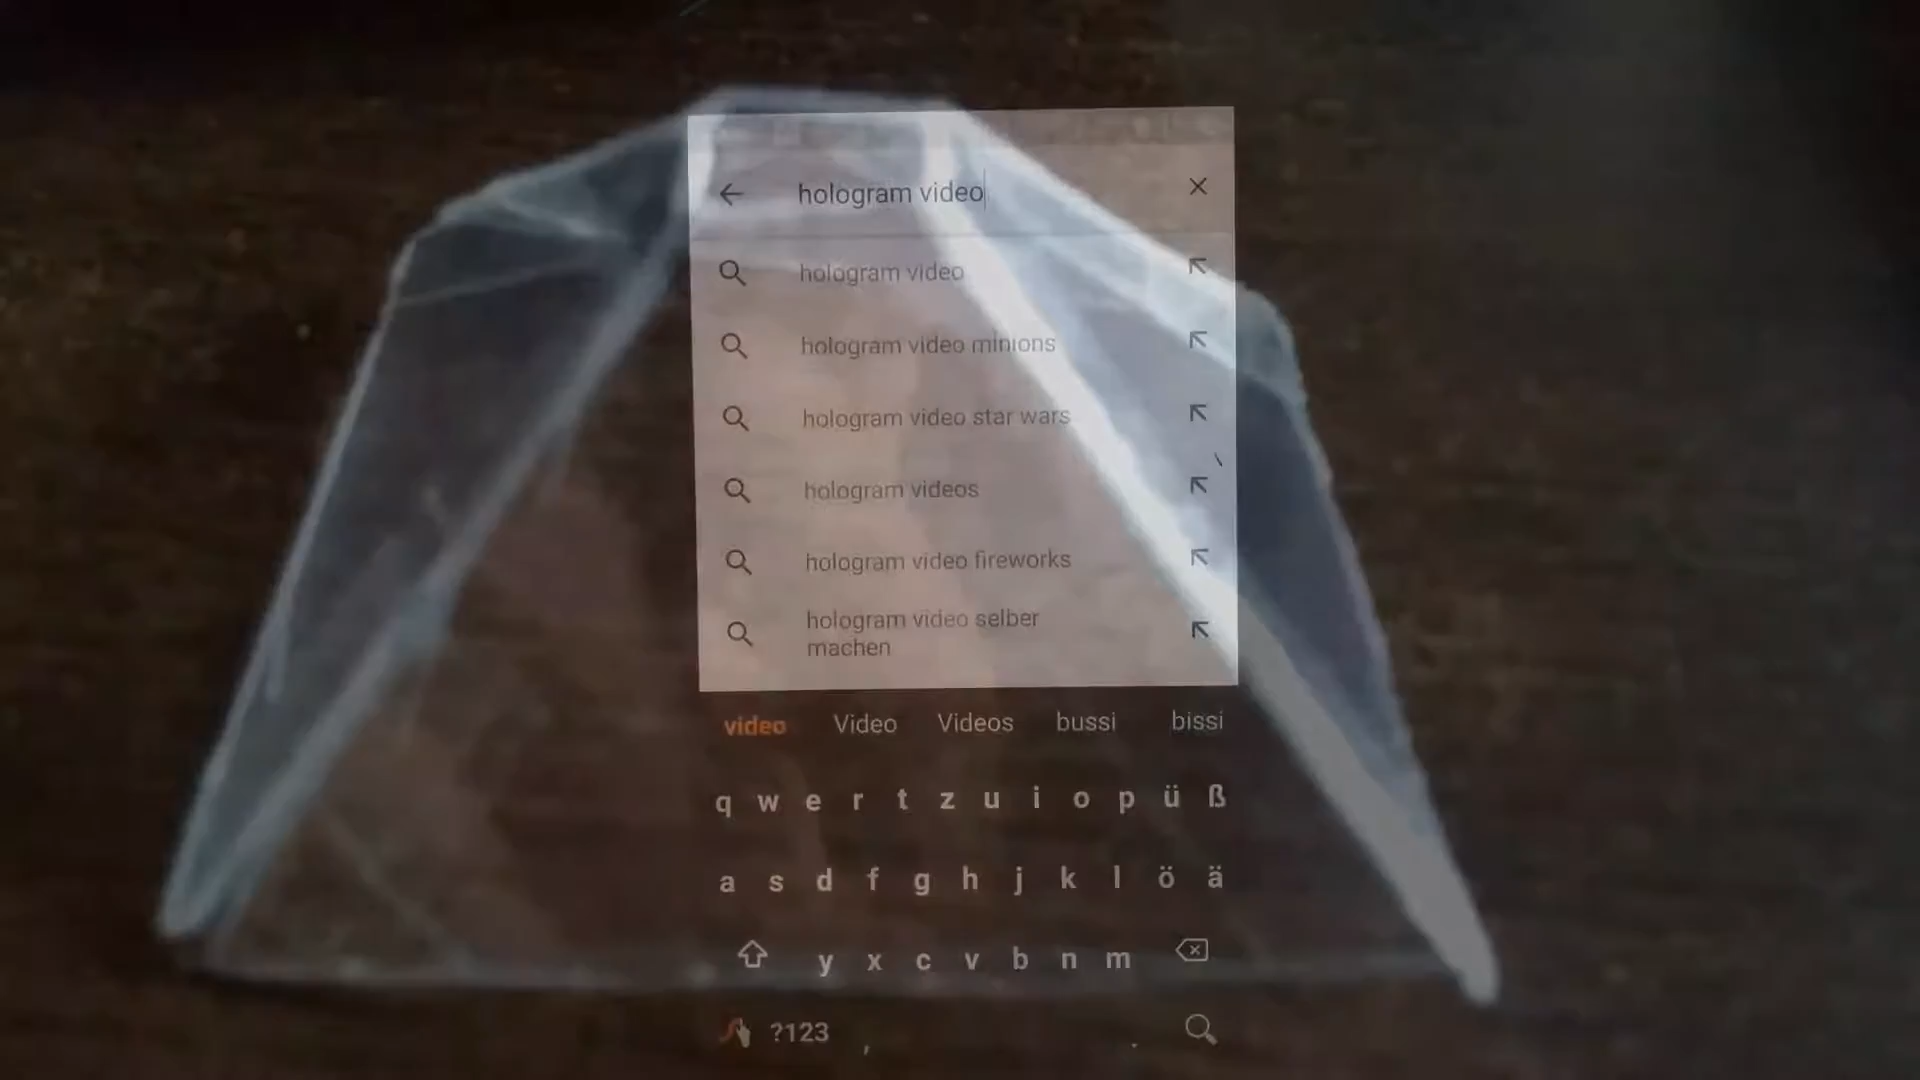 hologram video
hologram video
hologram video minions
hologram video star wars
hologram videos
hologram video fireworks
hologram video selber
machen
video Video Videos bussi bissi
q w e r t z u i o p ü ß
a s d f g h j k l ö ä
y x c v b n m
?123 , .